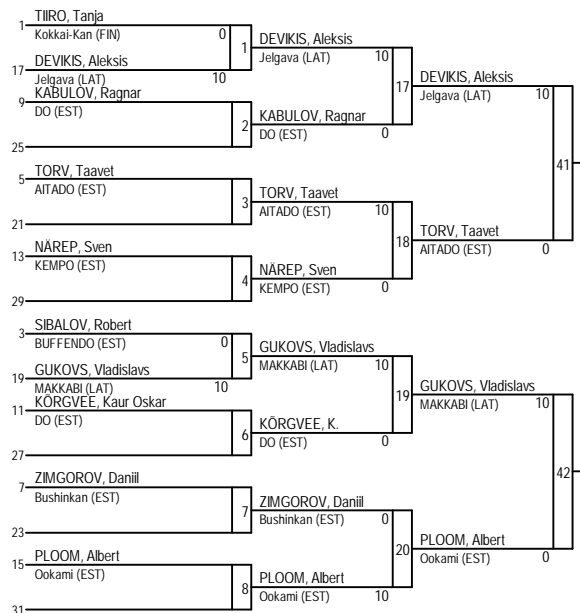 1 TIIRO, Tanja
Kokkai-Kan (FIN) 0
1
17 DEVIKIS, Aleksis
Jelgava (LAT) 10
DEVIKIS, Aleksis
Jelgava (LAT) 10
9 KABULOV, Ragnar
DO (EST)
2
25
KABULOV, Ragnar
DO (EST) 0
17
DEVIKIS, Aleksis
Jelgava (LAT) 10
5 TORV, Taavet
AITADO (EST)
3
21
TORV, Taavet
AITADO (EST) 10
13 NÄREP, Sven
KEMPO (EST)
4
29
NÄREP, Sven
KEMPO (EST) 0
18
TORV, Taavet
AITADO (EST) 0
41
3 SIBALOV, Robert
BUFFENDO (EST) 0
5
19 GUKOVS, Vladislavs
MAKKABI (LAT) 10
GUKOVS, Vladislavs
MAKKABI (LAT) 10
11 KÕRGVEE, Kaur Oskar
DO (EST)
6
27
KÕRGVEE, K.
DO (EST) 0
19
GUKOVS, Vladislavs
MAKKABI (LAT) 10
7 ZIMGOROV, Daniil
Bushinkan (EST)
7
23
ZIMGOROV, Daniil
Bushinkan (EST) 0
15 PLOOM, Albert
Ookami (EST)
8
31
PLOOM, Albert
Ookami (EST) 10
20
PLOOM, Albert
Ookami (EST) 0
42